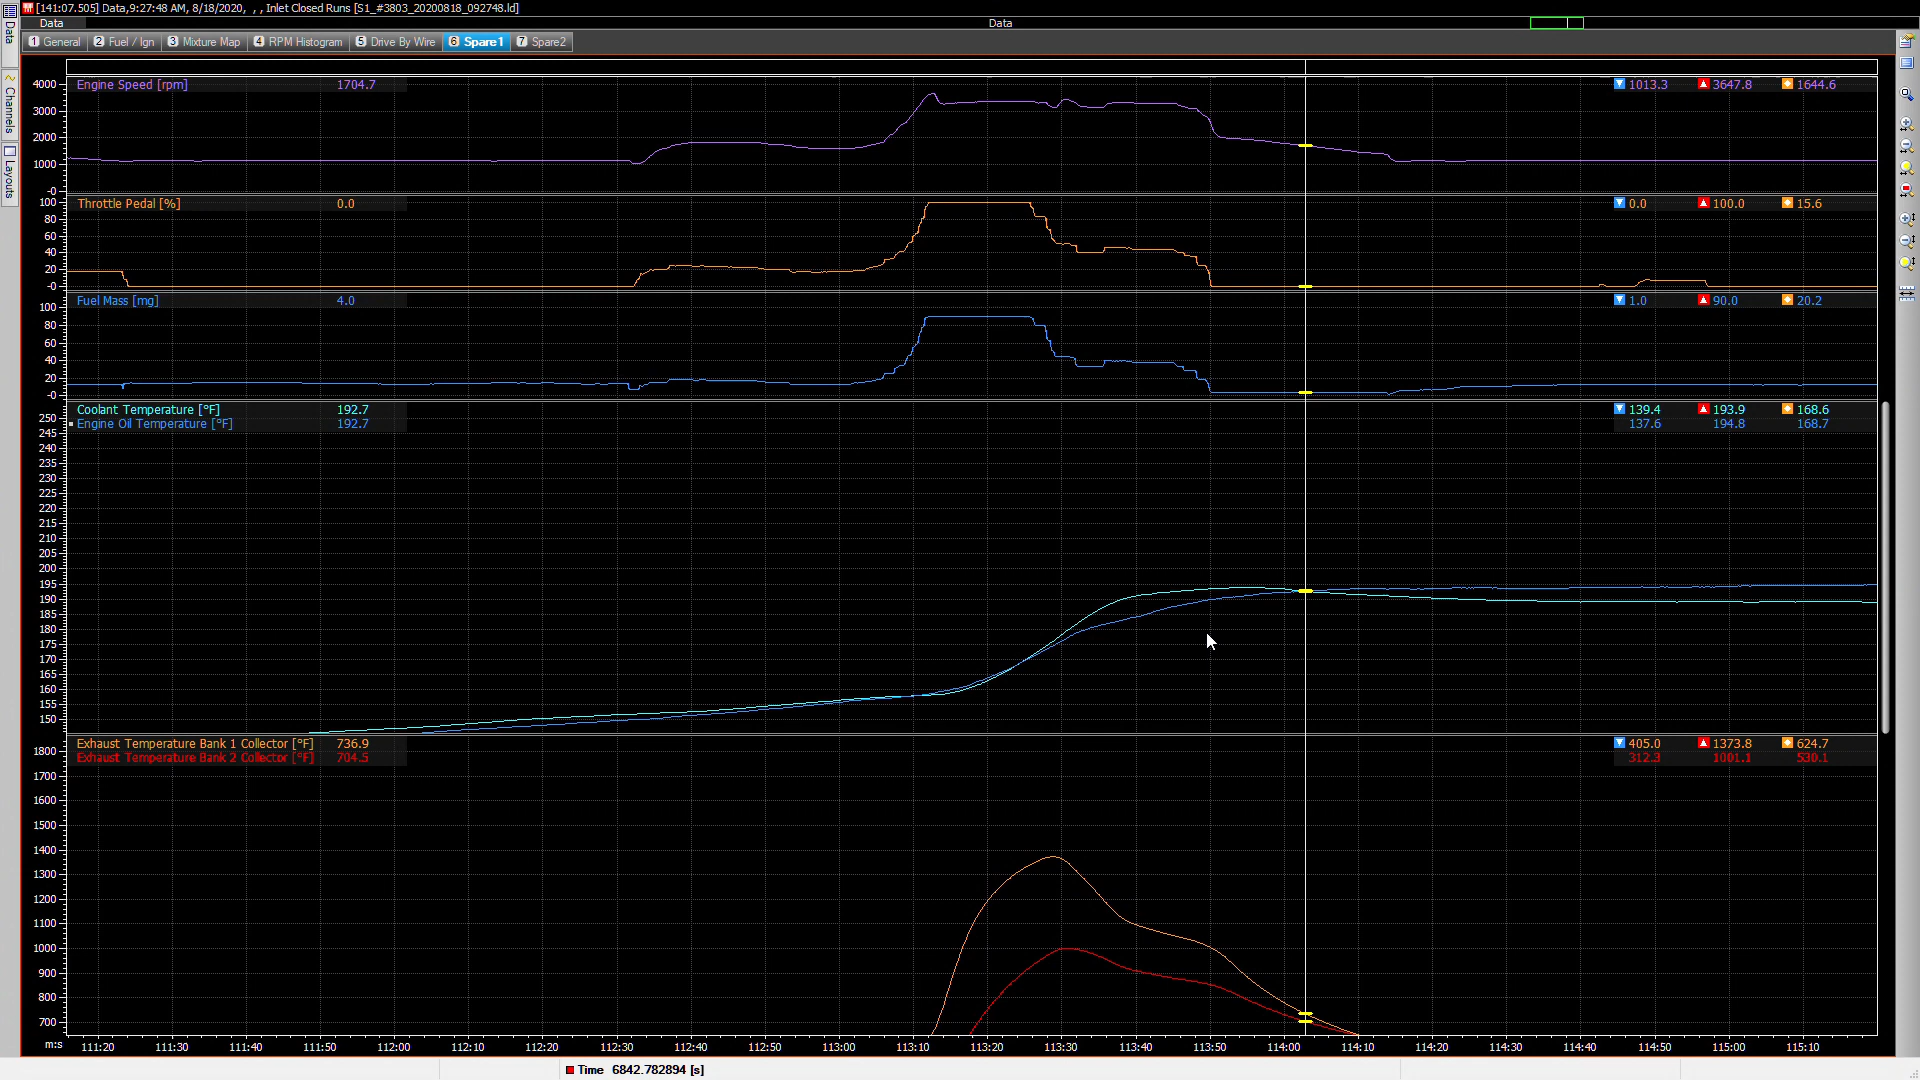 [141:07.505] Data,9:27:48 AM, 8/18/2020, , , Inlet Closed Runs [S1_#3803_20200818_092748.ld]
Data
Data
Data
Channels
Layouts
1 General
2 Fuel / Ign
3 Mixture Map
4 RPM Histogram
5 Drive By Wire
6 Spare1
7 Spare2
Engine Speed [rpm] 1704.7 1013.3 3647.8 1644.6
4000
3000
2000
1000
-0
Throttle Pedal [%] 0.0 0.0 100.0 15.6
100
80
60
40
20
-0
Fuel Mass [mg] 4.0 1.0 90.0 20.2
100
80
60
40
20
-0
Coolant Temperature [°F] 192.7 139.4 193.9 168.6
Engine Oil Temperature [°F] 192.7 137.6 194.8 168.7
250
245
240
235
230
225
220
215
210
205
200
195
190
185
180
175
170
165
160
155
150
Exhaust Temperature Bank 1 Collector [°F] 736.9 405.0 1373.8 624.7
Exhaust Temperature Bank 2 Collector [°F] 704.5 312.3 1001.1 530.1
1800
1700
1600
1500
1400
1300
1200
1100
1000
900
800
700
m:s 111:20 111:30 111:40 111:50 112:00 112:10 112:20 112:30 112:40 112:50 113:00 113:10 113:20 113:30 113:40 113:50 114:00 114:10 114:20 114:30 114:40 114:50 115:00 115:10
Time 6842.782894 [s]